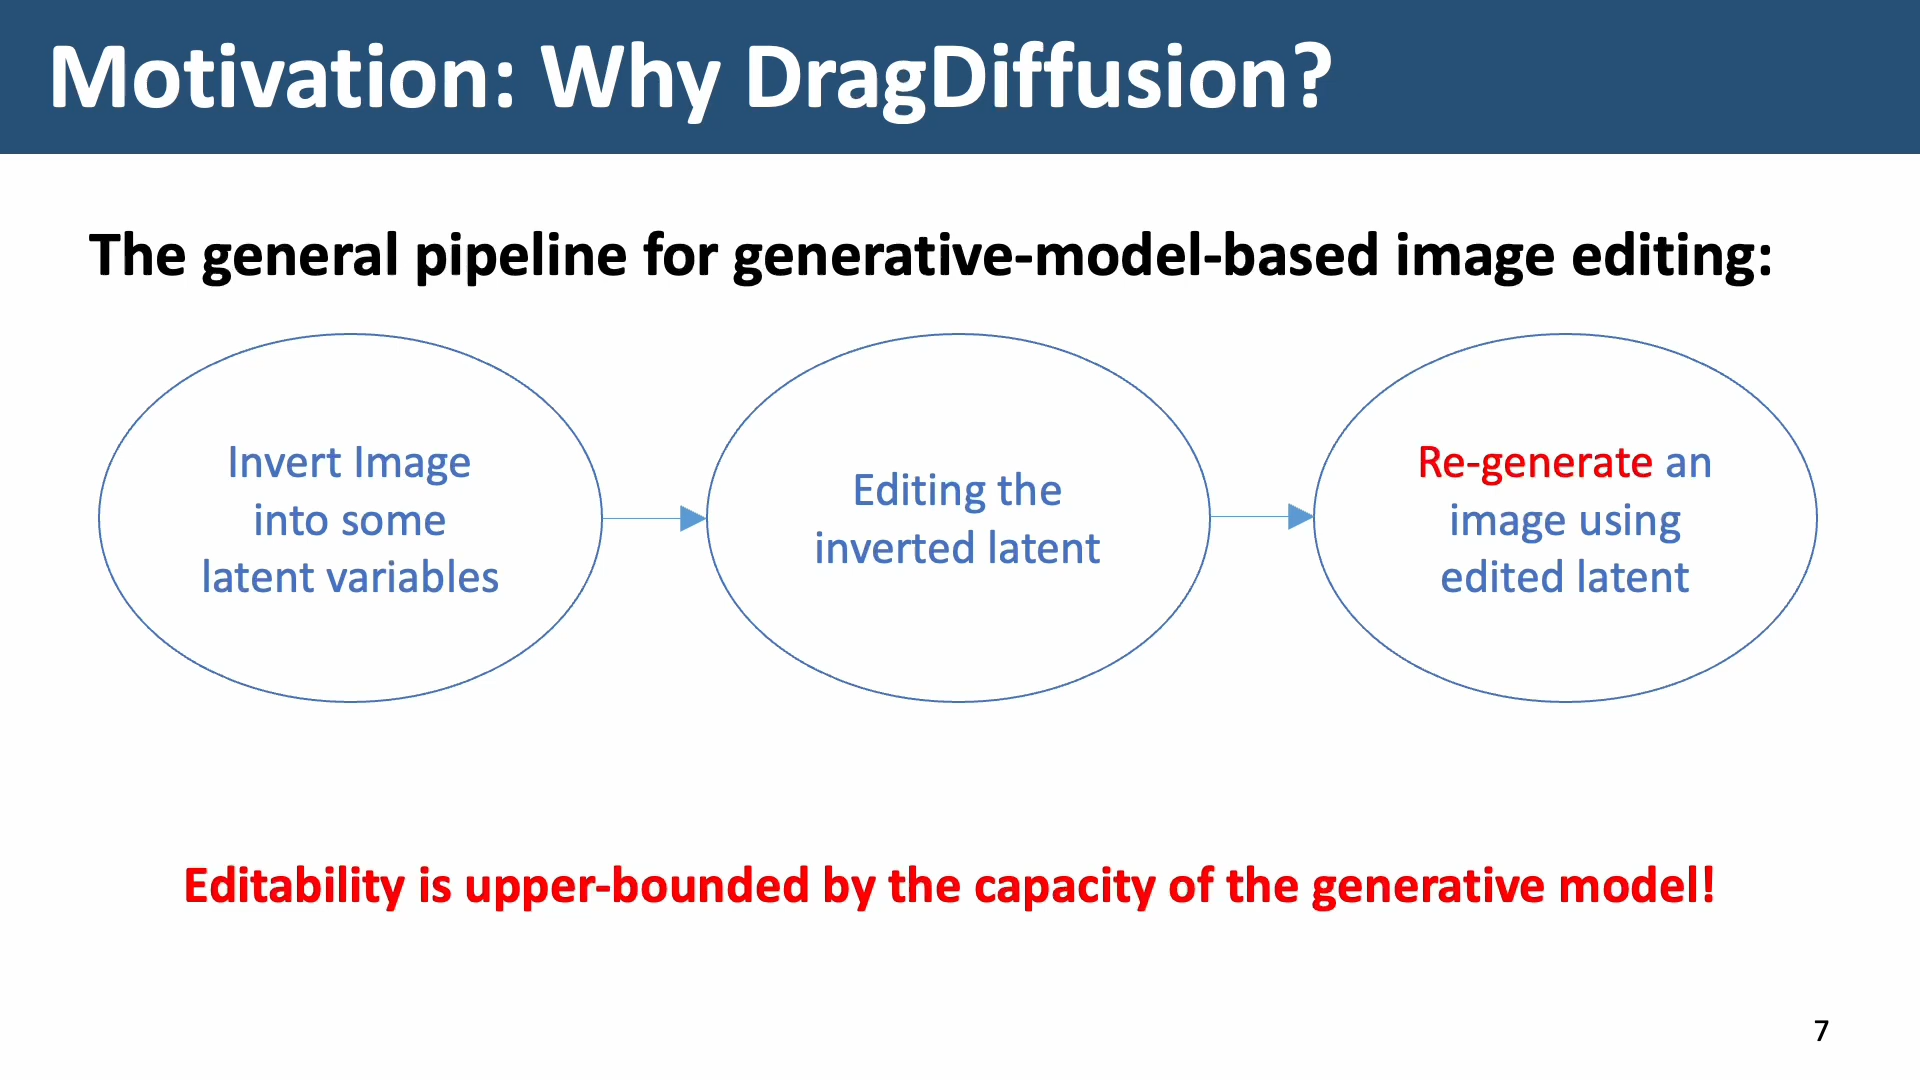 Motivation: Why DragDiffusion?
The general pipeline for generative-model-based image editing:
Invert Image
into some
latent variables
Editing the
inverted latent
Re-generate an
image using
edited latent
Editability is upper-bounded by the capacity of the generative model!
7